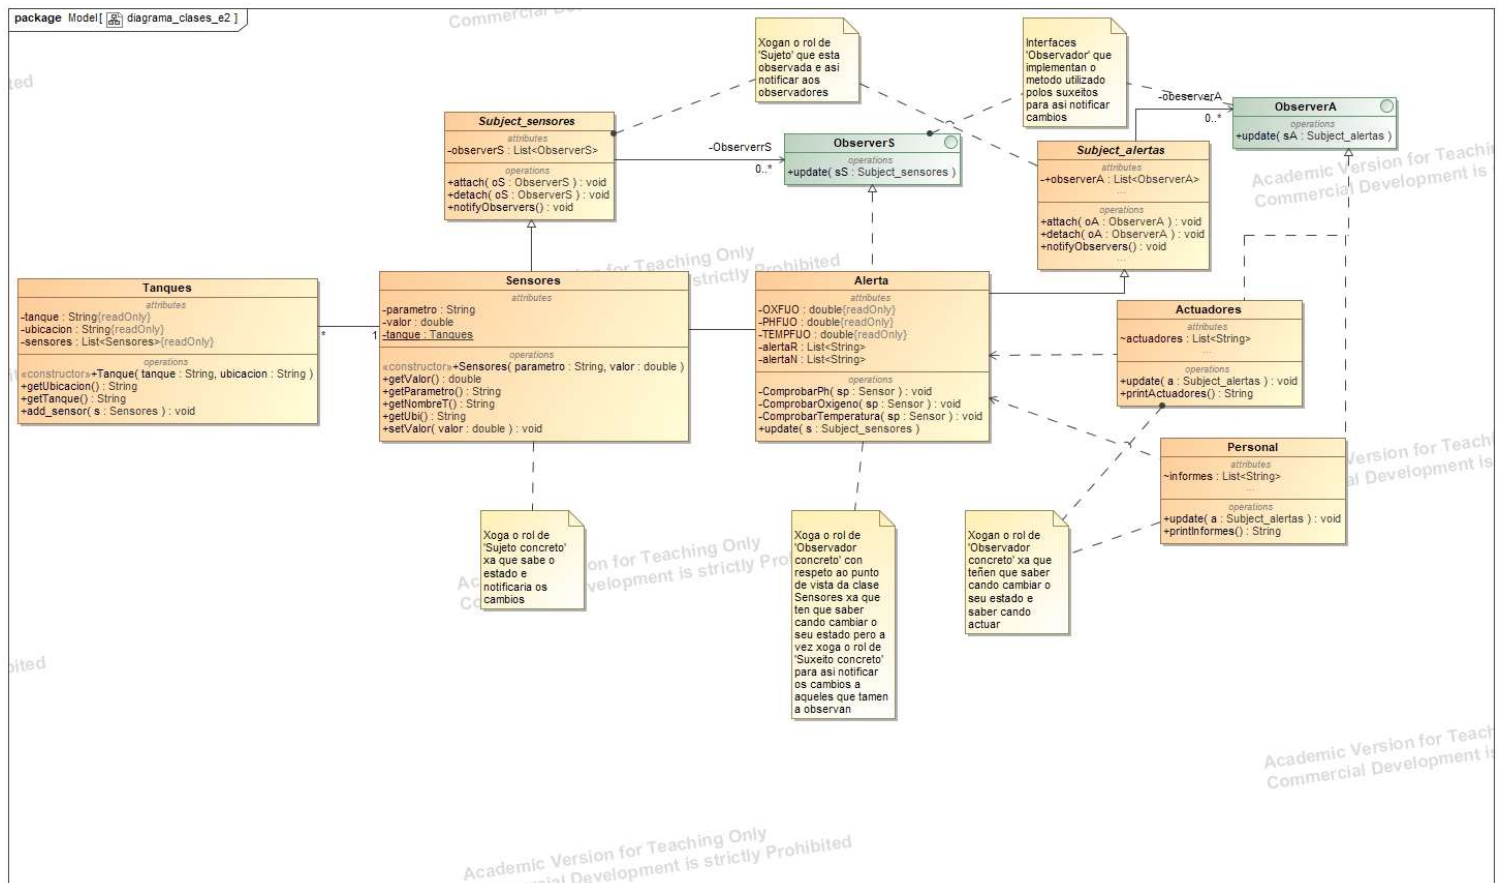 package Model[ diagrama_clases_e2 ]
Xogan o rol de
'Sujeto' que esta
observada e asi
notificar aos
observadores
Interfaces
'Observador' que
implementan o
metodo utilizado
polos suxeitos
para asi notificar
cambios
Subject_sensores
attributes
-observerS : List<ObserverS>
operations
+attach( oS : ObserverS ) : void
+detach( oS : ObserverS ) : void
+notifyObservers() : void
-ObserverrS
0..*
ObserverS
operations
+update( sS : Subject_sensores )
-obeserverA
0..*
ObserverA
operations
+update( sA : Subject_alertas )
Subject_alertas
attributes
-+observerA : List<ObserverA>
...
operations
+attach( oA : ObserverA ) : void
+detach( oA : ObserverA ) : void
+notifyObservers() : void
...
Tanques
attributes
-tanque : String{readOnly}
-ubicacion : String{readOnly}
-sensores : List<Sensores>{readOnly}
operations
«constructor»+Tanque( tanque : String, ubicacion : String )
+getUbicacion() : String
+getTanque() : String
+add_sensor( s : Sensores ) : void
*
1
Sensores
attributes
-parametro : String
-valor : double
-tanque : Tanques
operations
«constructor»+Sensores( parametro : String, valor : double )
+getValor() : double
+getParametro() : String
+getNombreT() : String
+getUbi() : String
+setValor( valor : double ) : void
Alerta
attributes
-OXFIJO : double{readOnly}
-PHFIJO : double{readOnly}
-TEMPFIJO : double{readOnly}
-alertaR : List<String>
-alertaN : List<String>
operations
-ComprobarPh( sp : Sensor ) : void
-ComprobarOxigeno( sp : Sensor ) : void
-ComprobarTemperatura( sp : Sensor ) : void
+update( s : Subject_sensores )
Actuadores
attributes
~actuadores : List<String>
...
operations
+update( a : Subject_alertas ) : void
+printActuadores() : String
Personal
attributes
~informes : List<String>
...
operations
+update( a : Subject_alertas ) : void
+printInformes() : String
Xoga o rol de
'Sujeto concreto'
xa que sabe o
estado e
notificaria os
cambios
Xoga o rol de
'Observador
concreto' con
respeto ao punto
de vista da clase
Sensores xa que
ten que saber
cando cambiar o
seu estado pero a
vez xoga o rol de
'Suxeito concreto'
para asi notificar
os cambios a
aqueles que tamen
a observan
Xogan o rol de
'Observador
concreto' xa que
teñen que saber
cando cambiar o
seu estado e
saber cando
actuar
Academic Version for Teaching Only
Academic Version for Teach
Commercial Development is